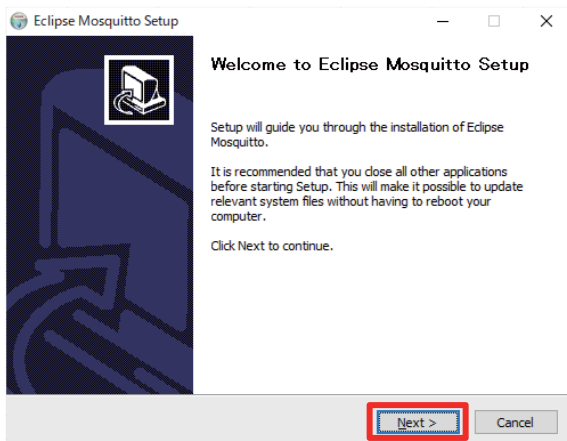 Eclipse Mosquitto Setup
Welcome to Eclipse Mosquitto Setup
Setup will guide you through the installation of Eclipse
Mosquitto.
It is recommended that you close all other applications
before starting Setup. This will make it possible to update
relevant system files without having to reboot your
computer.
Click Next to continue.
Next >
Cancel